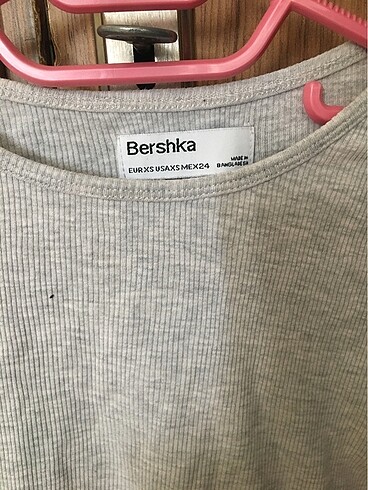 Bershka
EUR XS USA XS MEX 24
MADE IN
BANGLADESH